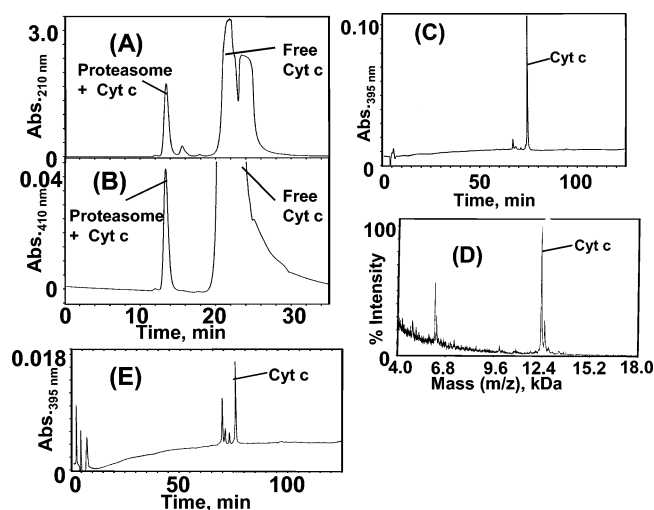 3.0
(A)
Proteasome
+ Cyt c
Free
Cyt c
Abs.210 nm
0
0.04
(B)
Proteasome
+ Cyt c
Free
Cyt c
Abs.410 nm
0
0 10 20 30
Time, min
0.10
(C)
Cyt c
Abs.395 nm
0
50 100
Time, min
100
(D)
Cyt c
% Intensity
0
4.0 6.8 9.6 12.4 15.2 18.0
Mass (m/z), kDa
0.018
(E)
Cyt c
Abs.395 nm
0
0 50 100
Time, min